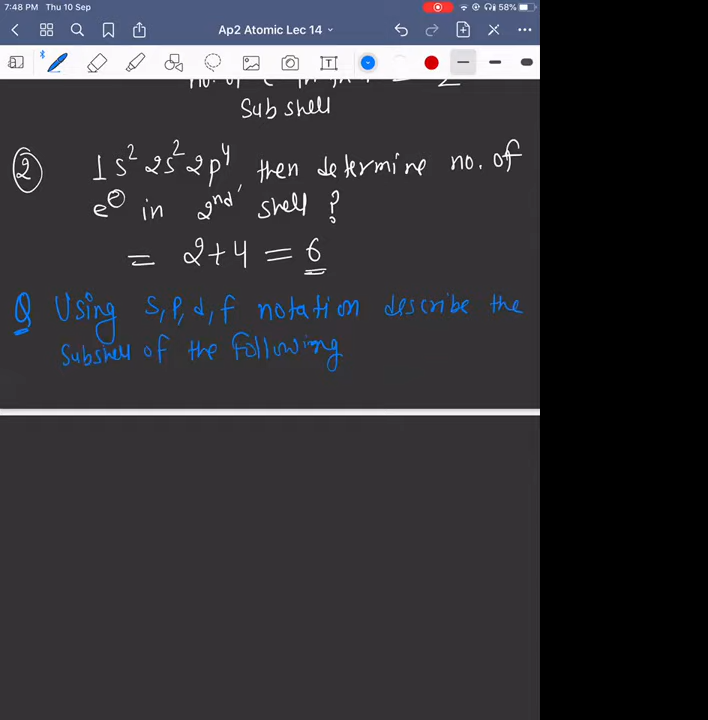 7:48 PM Thu 10 Sep
58%
Ap2 Atomic Lec 14
T
Sub shell
② 1s² 2s² 2p⁴ then determine no. of
e⊖ in 2nd shell ?
= 2+4 = 6
Q Using s, p, d, f notation describe the
subshell of the following